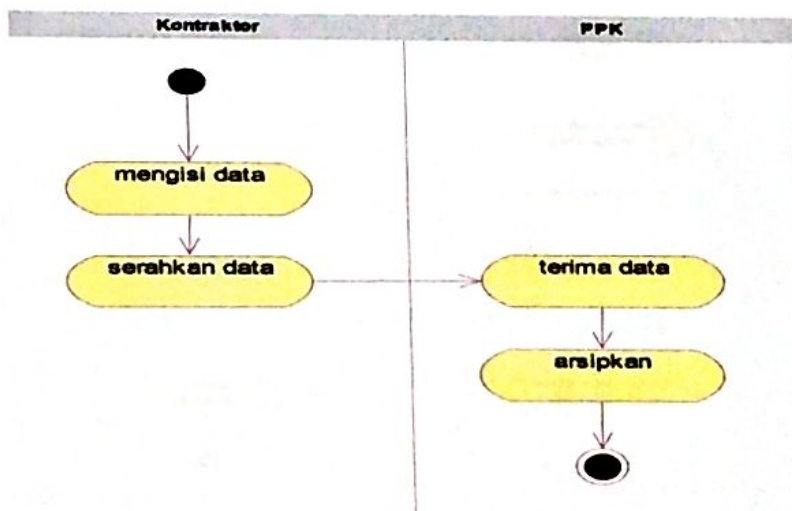 Kontraktor
PPK
mengisi data
serahkan data
terima data
arsipkan